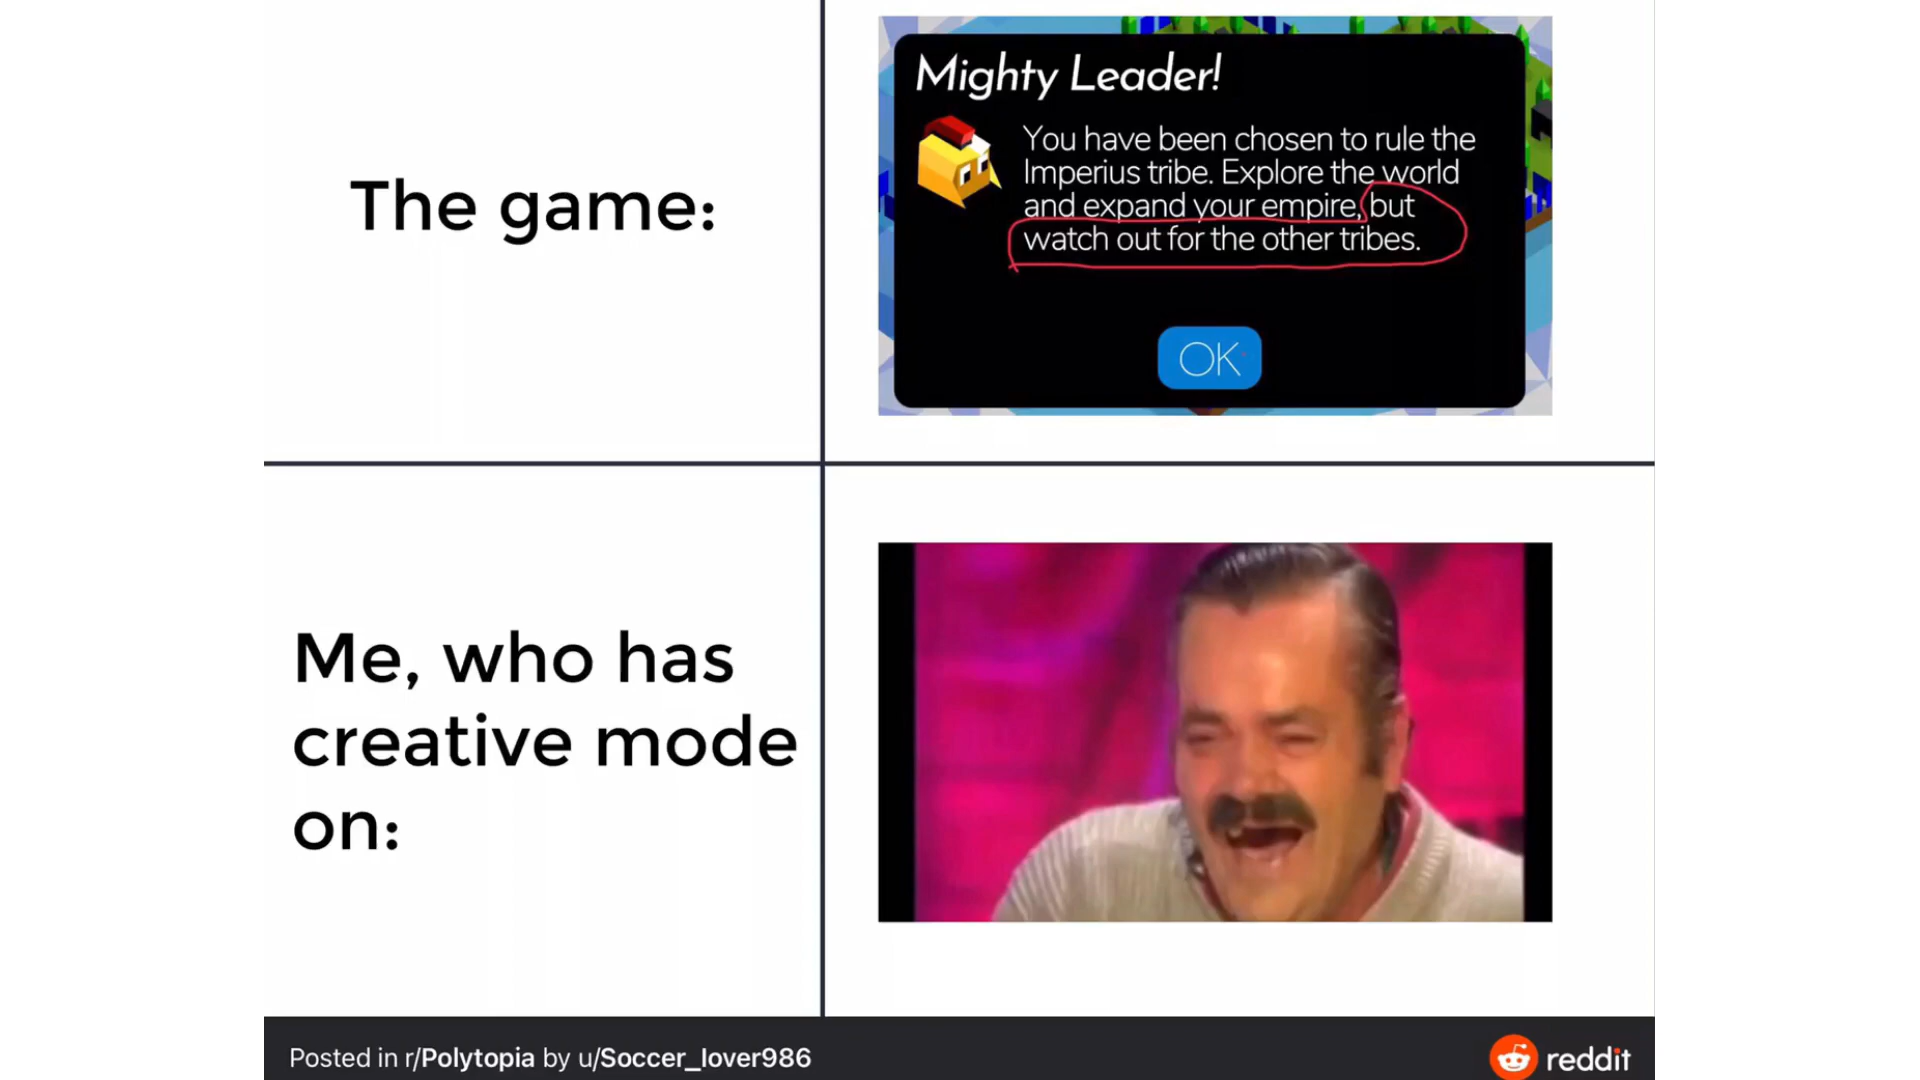 The game:
Mighty Leader!
You have been chosen to rule the
Imperius tribe. Explore the world
and expand your empire, but
watch out for the other tribes.
OK
Me, who has
creative mode
on:
Posted in r/Polytopia by u/Soccer_lover986
reddit